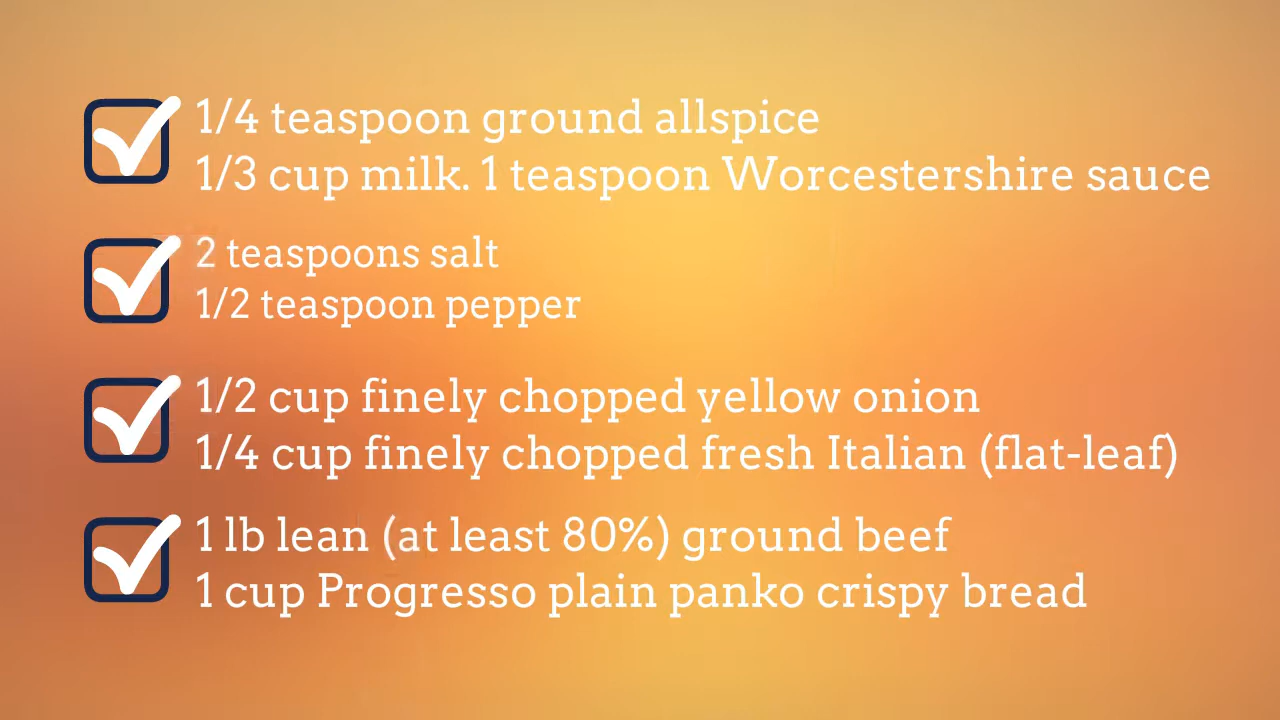 1/4 teaspoon ground allspice
1/3 cup milk. 1 teaspoon Worcestershire sauce
2 teaspoons salt
1/2 teaspoon pepper
1/2 cup finely chopped yellow onion
1/4 cup finely chopped fresh Italian (flat-leaf)
1 lb lean (at least 80%) ground beef
1 cup Progresso plain panko crispy bread